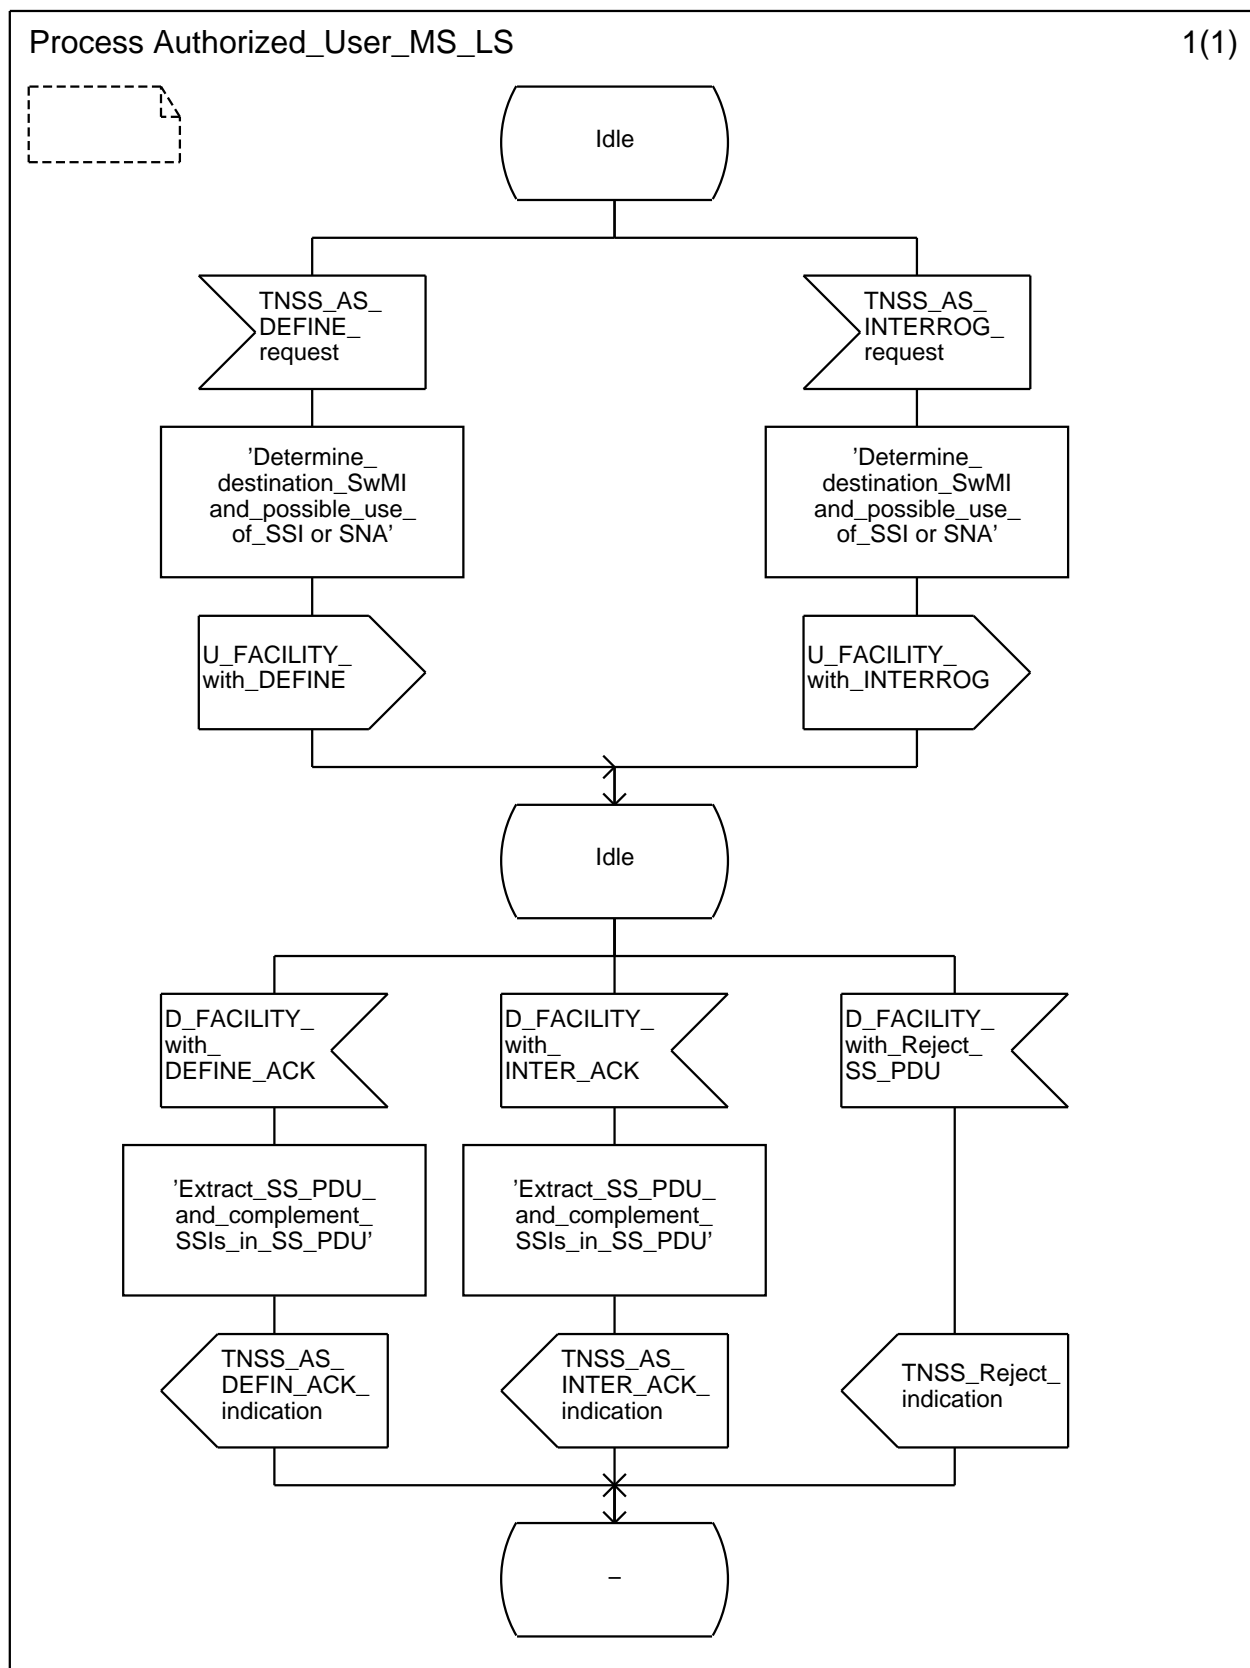 Process Authorized_User_MS_LS
1(1)
Idle
TNSS_AS_
DEFINE_
request
TNSS_AS_
INTERROG_
request
’Determine_
destination_SwMI
and_possible_use_
of_SSI or SNA’
’Determine_
destination_SwMI
and_possible_use_
of_SSI or SNA’
U_FACILITY_
with_DEFINE
U_FACILITY_
with_INTERROG
Idle
D_FACILITY_
with_
DEFINE_ACK
D_FACILITY_
with_
INTER_ACK
D_FACILITY_
with_Reject_
SS_PDU
’Extract_SS_PDU_
and_complement_
SSIs_in_SS_PDU’
’Extract_SS_PDU_
and_complement_
SSIs_in_SS_PDU’
TNSS_AS_
DEFIN_ACK_
indication
TNSS_AS_
INTER_ACK_
indication
TNSS_Reject_
indication
–